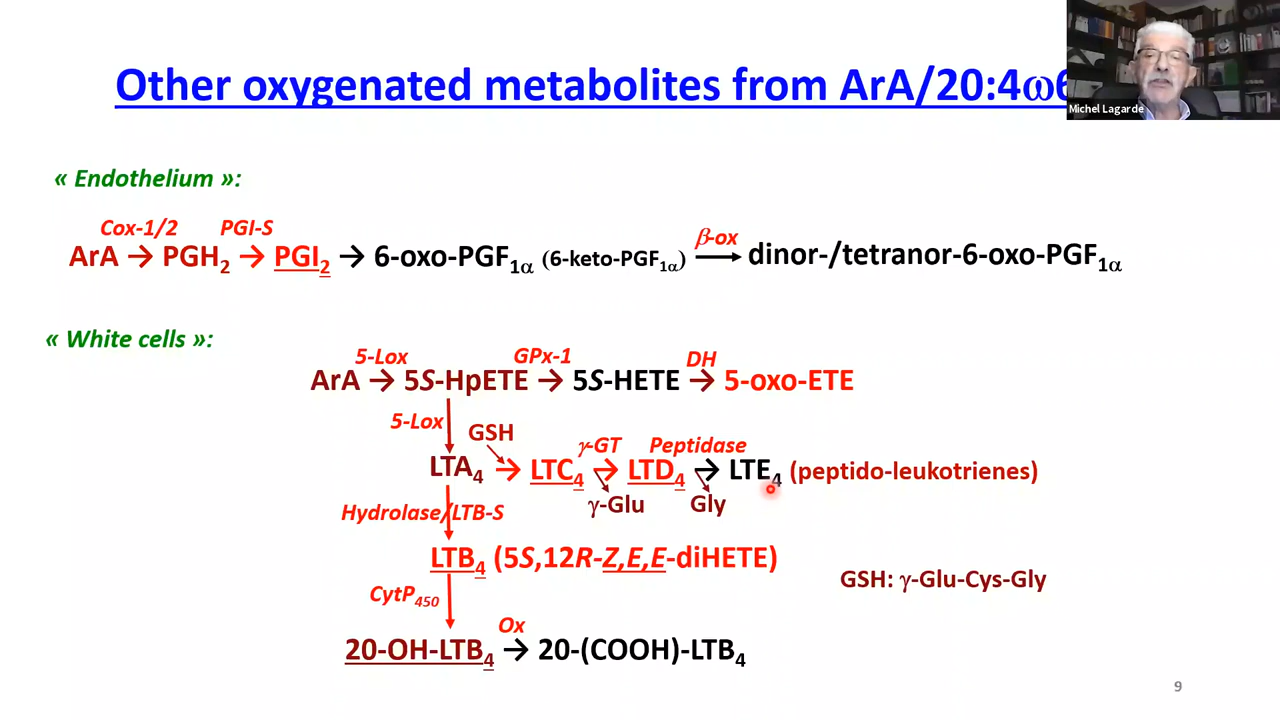 Other oxygenated metabolites from ArA/20:4ω6
Michel Lagarde
« Endothelium »:
Cox-1/2 PGI-S β-ox
ArA → PGH2 → PGI2 → 6-oxo-PGF1α (6-keto-PGF1α) → dinor-/tetranor-6-oxo-PGF1α
« White cells »:
5-Lox GPx-1 DH
ArA → 5S-HpETE → 5S-HETE → 5-oxo-ETE
5-Lox GSH γ-GT Peptidase
LTA4 → LTC4 → LTD4 → LTE4 (peptido-leukotrienes)
γ-Glu Gly
Hydrolase/LTB-S
LTB4 (5S,12R-Z,E,E-diHETE)
GSH: γ-Glu-Cys-Gly
CytP450 Ox
20-OH-LTB4 → 20-(COOH)-LTB4
9